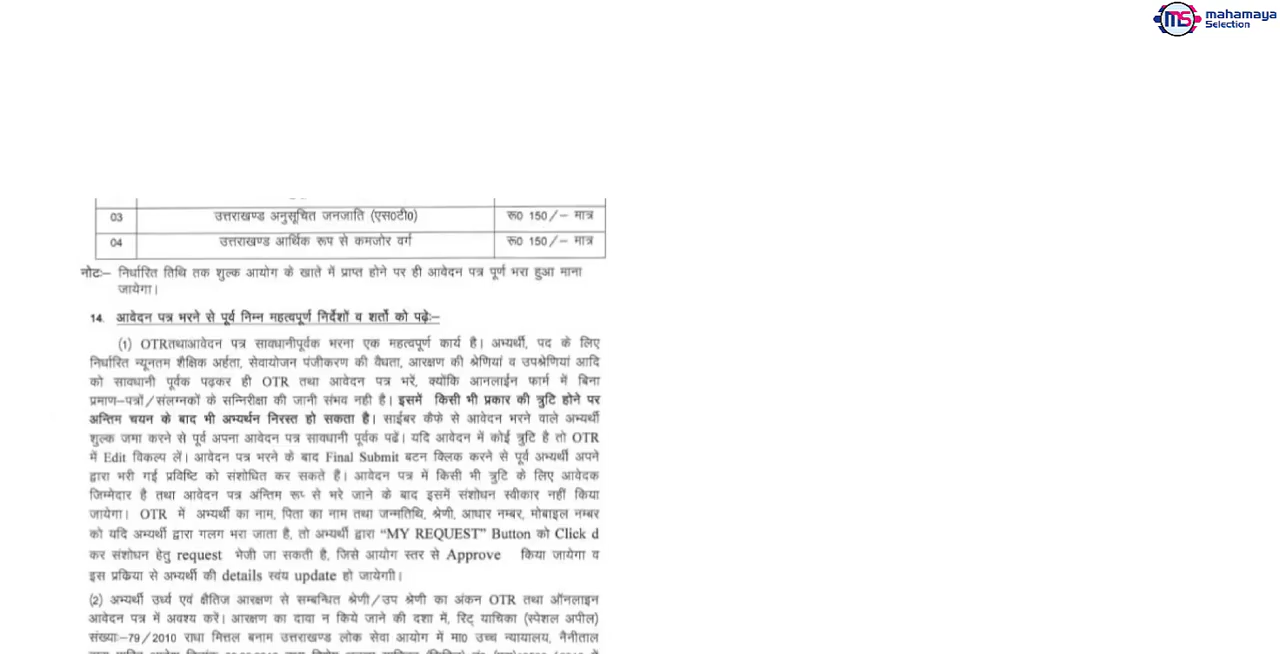 mahamaya
Selection
03 उत्तराखण्ड अनुसूचित जनजाति (एस0टी0) रू0 150/– मात्र
04 उत्तराखण्ड आर्थिक रूप से कमजोर वर्ग रू0 150/– मात्र
नोटः– निर्धारित तिथि तक शुल्क आयोग के खाते में प्राप्त होने पर ही आवेदन पत्र पूर्ण भरा हुआ माना
जायेगा।
14. आवेदन पत्र भरने से पूर्व निम्न महत्वपूर्ण निर्देशों व शर्तो को पढ़ेः–
(1) OTRतथाआवेदन पत्र सावधानीपूर्वक भरना एक महत्वपूर्ण कार्य है। अभ्यर्थी, पद के लिए
निर्धारित न्यूनतम शैक्षिक अर्हता, सेवायोजन पंजीकरण की वैधता, आरक्षण की श्रेणियां व उपश्रेणियां आदि
को सावधानी पूर्वक पढ़कर ही OTR तथा आवेदन पत्र भरें, क्योंकि आनलाईन फार्म में बिना
प्रमाण–पत्रों/संलग्नकों के सन्निरीक्षा की जानी संभव नही है। इसमें किसी भी प्रकार की त्रुटि होने पर
अन्तिम चयन के बाद भी अभ्यर्थन निरस्त हो सकता है। साईबर कैफे से आवेदन भरने वाले अभ्यर्थी
शुल्क जमा करने से पूर्व अपना आवेदन पत्र सावधानी पूर्वक पढें। यदि आवेदन में कोई त्रुटि है तो OTR
में Edit विकल्प लें। आवेदन पत्र भरने के बाद Final Submit बटन क्लिक करने से पूर्व अभ्यर्थी अपने
द्वारा भरी गई प्रविष्टि को संशोधित कर सकते हैं। आवेदन पत्र में किसी भी त्रुटि के लिए आवेदक
जिम्मेदार है तथा आवेदन पत्र अंन्तिम रूप से भरे जाने के बाद इसमें संशोधन स्वीकार नहीं किया
जायेगा। OTR में अभ्यर्थी का नाम, पिता का नाम तथा जन्मतिथि, श्रेणी, आधार नम्बर, मोबाइल नम्बर
को यदि अभ्यर्थी द्वारा गलग भरा जाता है, तो अभ्यर्थी द्वारा “MY REQUEST” Button को Click d
कर संशोधन हेतु request भेजी जा सकती है, जिसे आयोग स्तर से Approve किया जायेगा व
इस प्रकिया से अभ्यर्थी की details स्वंय update हो जायेगी।
(2) अभ्यर्थी उर्ध्व एवं क्षैतिज आरक्षण से सम्बन्धित श्रेणी/उप श्रेणी का अंकन OTR तथा ऑनलाइन
आवेदन पत्र में अवश्य करें। आरक्षण का दावा न किये जाने की दशा में, रिट् याचिका (स्पेशल अपील)
संख्याः–79/2010 राधा मित्तल बनाम उत्तराखण्ड लोक सेवा आयोग में मा0 उच्च न्यायालय, नैनीताल